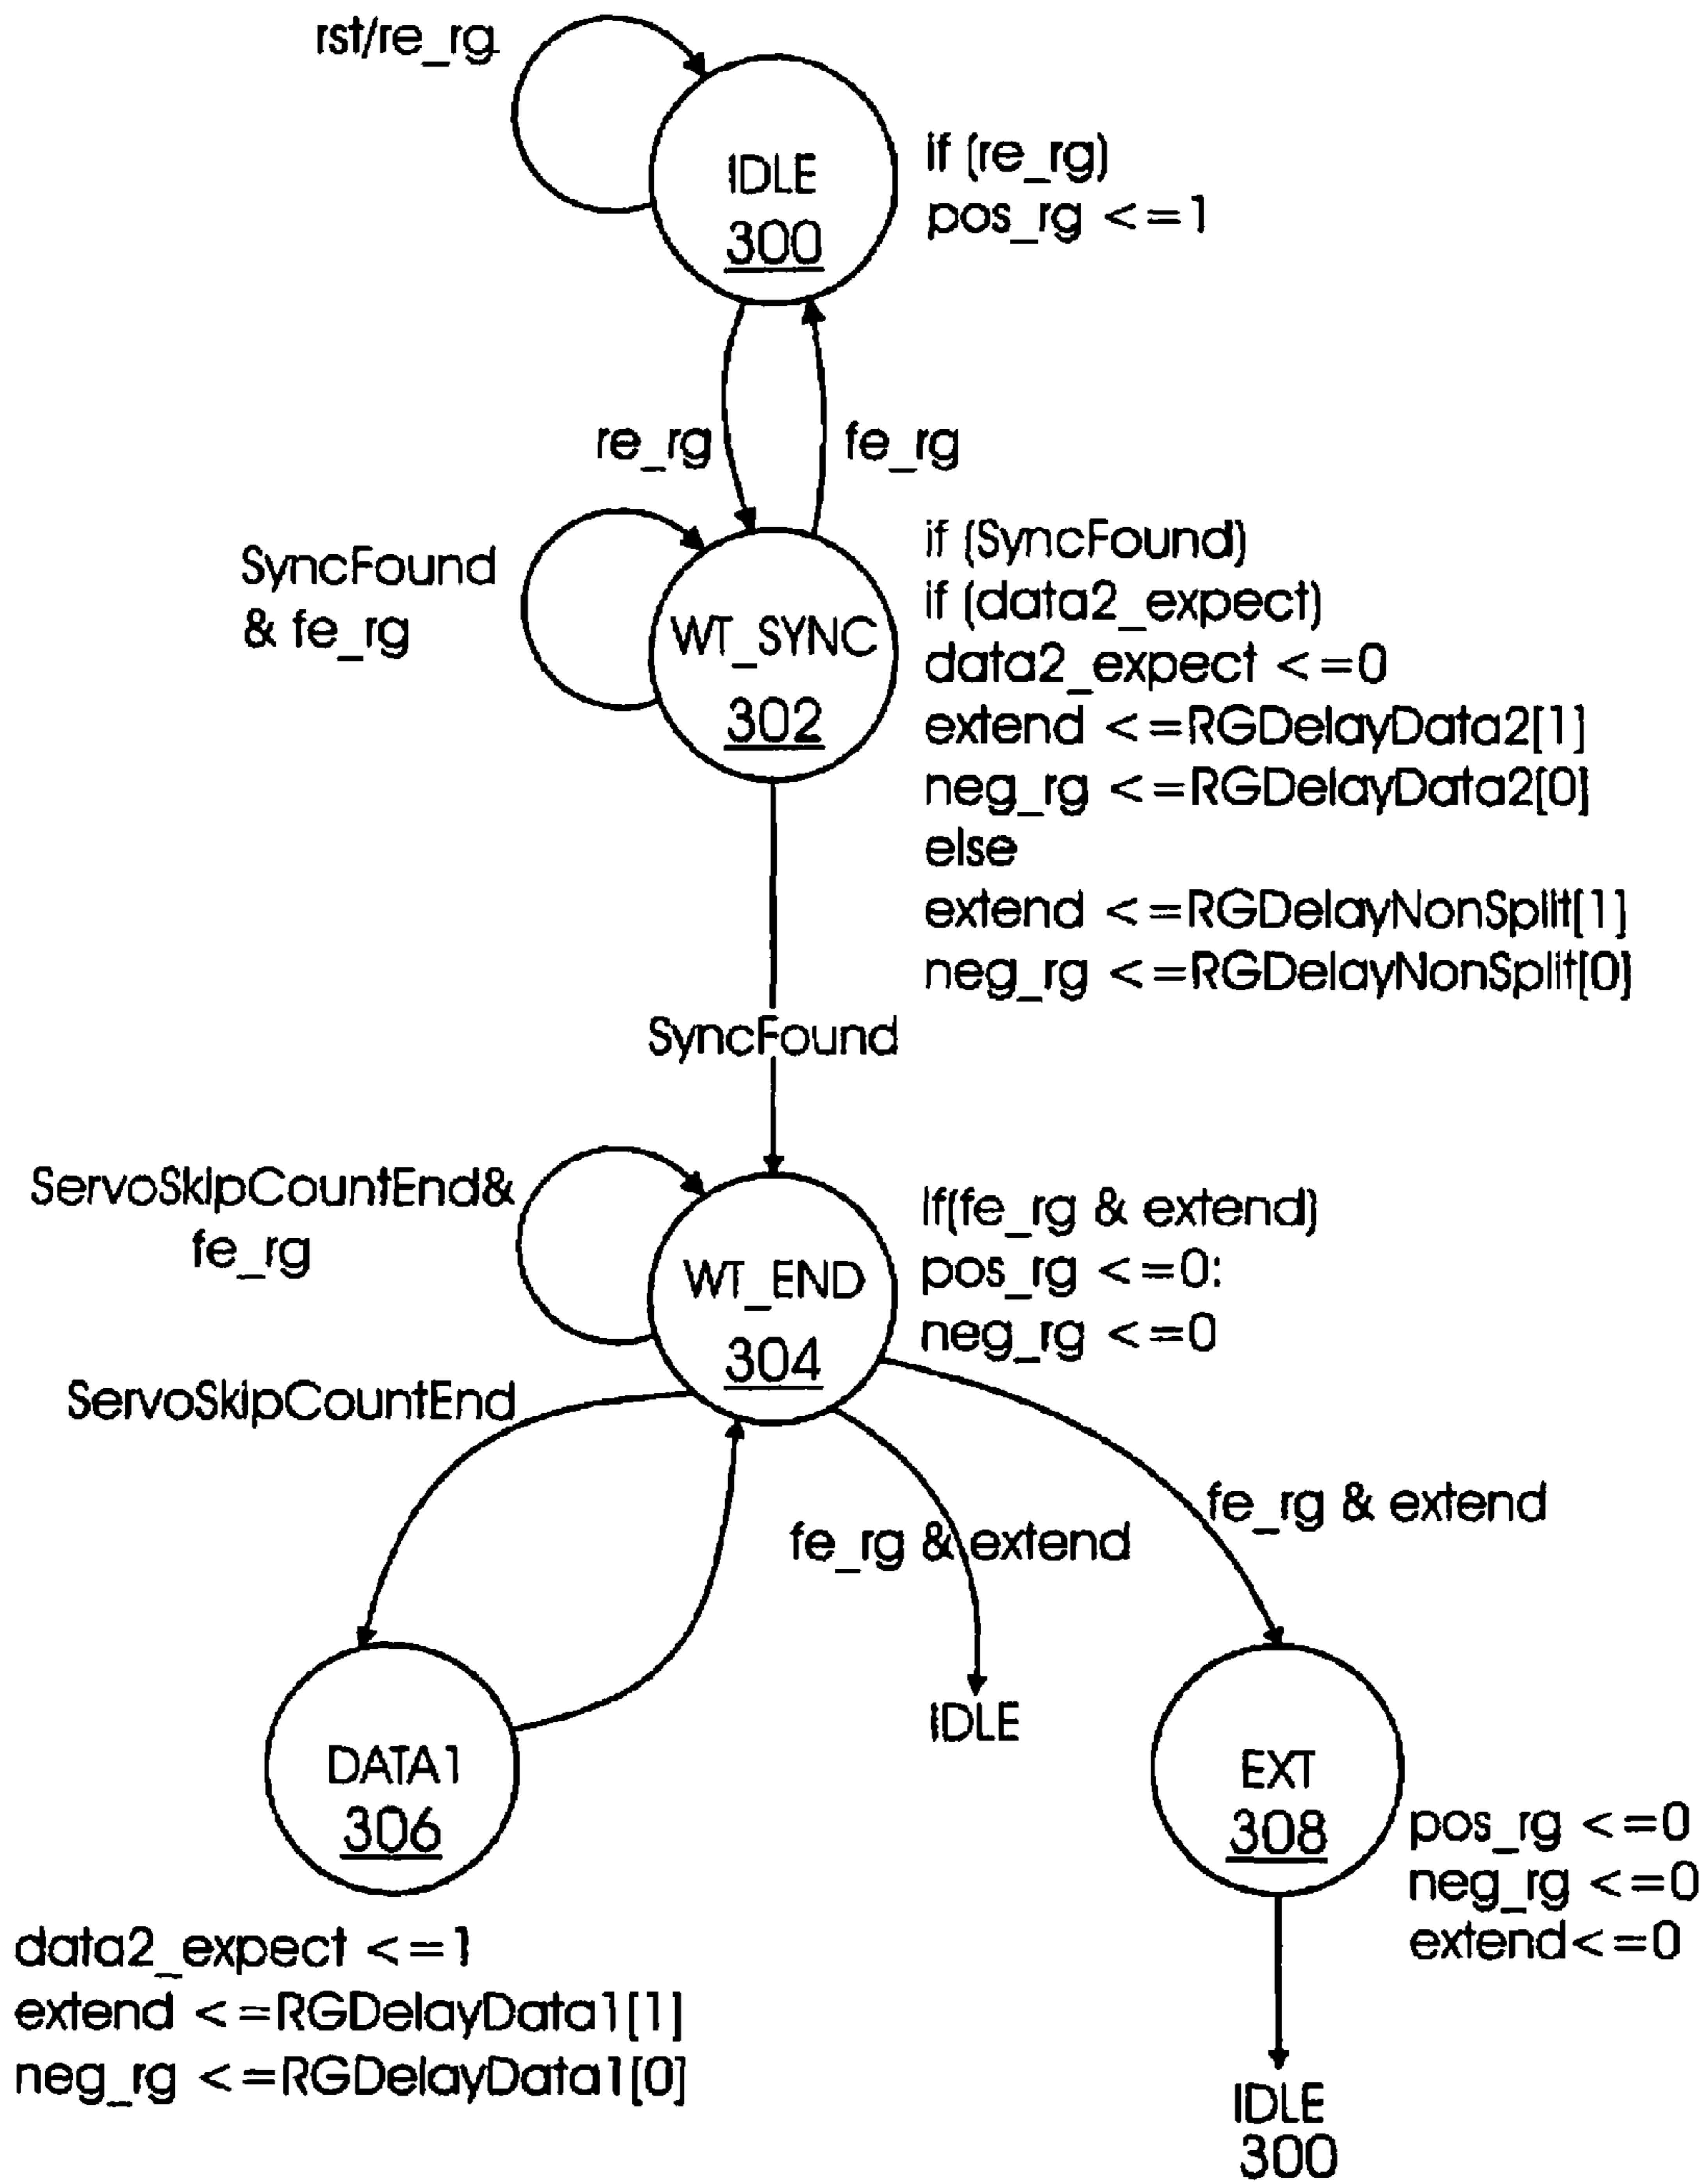 rst/re_rg
IDLE
300
if (re_rg)
pos_rg <=1
re_rg
fe_rg
SyncFound
& fe_rg
WT_SYNC
302
if (SyncFound)
if (data2_expect)
data2_expect <=0
extend <=RGDelayData2[1]
neg_rg <=RGDelayData2[0]
else
extend <=RGDelayNonSplit[1]
neg_rg <=RGDelayNonSplit[0]
SyncFound
ServoSkipCountEnd&
fe_rg
WT_END
304
if(fe_rg & extend)
pos_rg <=0:
neg_rg <=0
ServoSkipCountEnd
fe_rg & extend
fe_rg & extend
IDLE
DATA1
306
data2_expect <=1
extend <=RGDelayData1[1]
neg_rg <=RGDelayData1[0]
EXT
308
pos_rg <=0
neg_rg <=0
extend<=0
IDLE
300